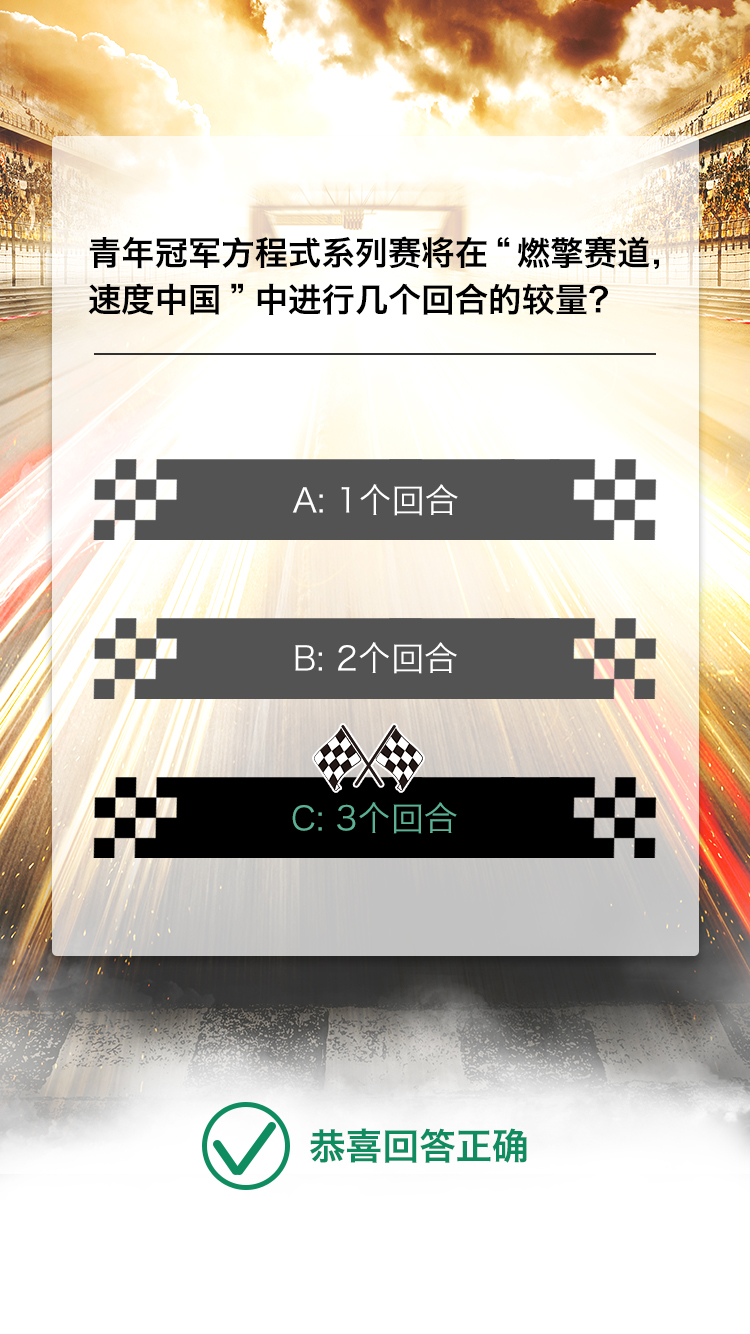 青年冠军方程式系列赛将在“燃擎赛道，
速度中国”中进行几个回合的较量？
A: 1个回合
B: 2个回合
C: 3个回合
恭喜回答正确